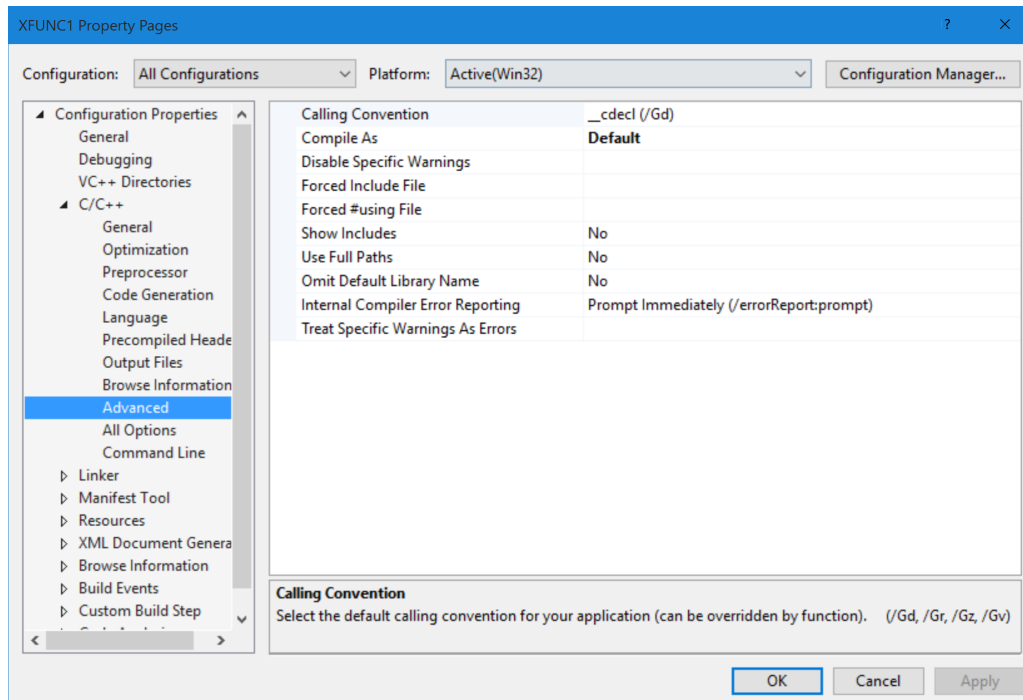 XFUNC1 Property Pages
?
Configuration: All Configurations Platform: Active(Win32) Configuration Manager...
Configuration Properties
General
Debugging
VC++ Directories
C/C++
General
Optimization
Preprocessor
Code Generation
Language
Precompiled Heade
Output Files
Browse Information
Advanced
All Options
Command Line
Linker
Manifest Tool
Resources
XML Document Genera
Browse Information
Build Events
Custom Build Step
Calling Convention __cdecl (/Gd)
Compile As Default
Disable Specific Warnings
Forced Include File
Forced #using File
Show Includes No
Use Full Paths No
Omit Default Library Name No
Internal Compiler Error Reporting Prompt Immediately (/errorReport:prompt)
Treat Specific Warnings As Errors
Calling Convention
Select the default calling convention for your application (can be overridden by function). (/Gd, /Gr, /Gz, /Gv)
OK Cancel Apply